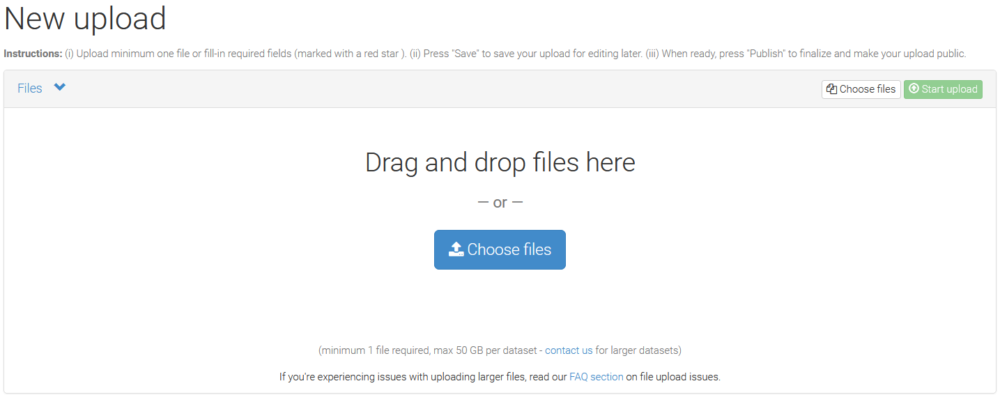 New upload
Instructions: (i) Upload minimum one file or fill-in required fields (marked with a red star ). (ii) Press "Save" to save your upload for editing later. (iii) When ready, press "Publish" to finalize and make your upload public.
Files
Choose files
Start upload
Drag and drop files here
— or —
Choose files
(minimum 1 file required, max 50 GB per dataset - contact us for larger datasets)
If you're experiencing issues with uploading larger files, read our FAQ section on file upload issues.